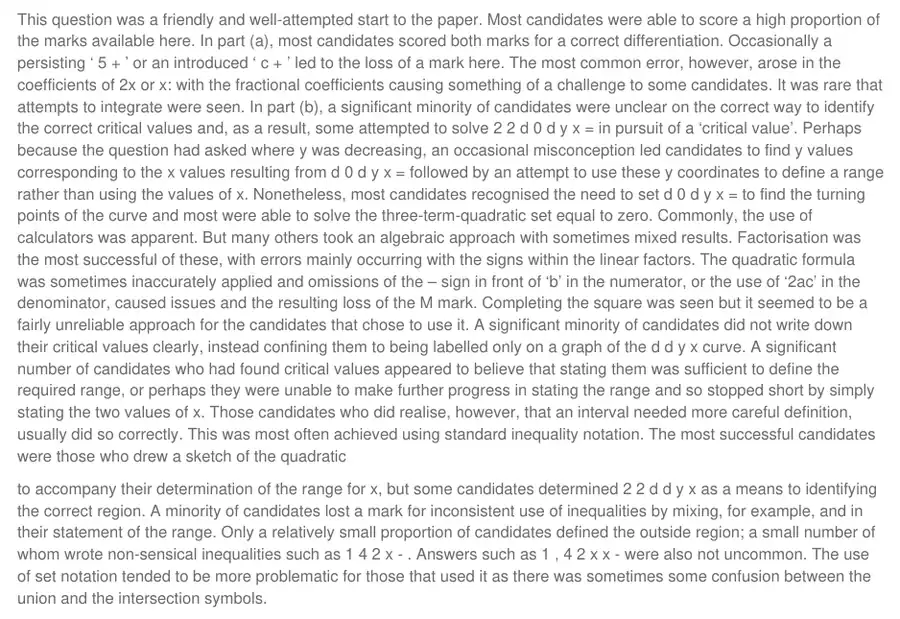 This question was a friendly and well-attempted start to the paper. Most candidates were able to score a high proportion of
the marks available here. In part (a), most candidates scored both marks for a correct differentiation. Occasionally a
persisting ‘ 5 + ’ or an introduced ‘ c + ’ led to the loss of a mark here. The most common error, however, arose in the
coefficients of 2x or x: with the fractional coefficients causing something of a challenge to some candidates. It was rare that
attempts to integrate were seen. In part (b), a significant minority of candidates were unclear on the correct way to identify
the correct critical values and, as a result, some attempted to solve 2 2 d 0 d y x = in pursuit of a ‘critical value’. Perhaps
because the question had asked where y was decreasing, an occasional misconception led candidates to find y values
corresponding to the x values resulting from d 0 d y x = followed by an attempt to use these y coordinates to define a range
rather than using the values of x. Nonetheless, most candidates recognised the need to set d 0 d y x = to find the turning
points of the curve and most were able to solve the three-term-quadratic set equal to zero. Commonly, the use of
calculators was apparent. But many others took an algebraic approach with sometimes mixed results. Factorisation was
the most successful of these, with errors mainly occurring with the signs within the linear factors. The quadratic formula
was sometimes inaccurately applied and omissions of the – sign in front of ‘b’ in the numerator, or the use of ‘2ac’ in the
denominator, caused issues and the resulting loss of the M mark. Completing the square was seen but it seemed to be a
fairly unreliable approach for the candidates that chose to use it. A significant minority of candidates did not write down
their critical values clearly, instead confining them to being labelled only on a graph of the d d y x curve. A significant
number of candidates who had found critical values appeared to believe that stating them was sufficient to define the
required range, or perhaps they were unable to make further progress in stating the range and so stopped short by simply
stating the two values of x. Those candidates who did realise, however, that an interval needed more careful definition,
usually did so correctly. This was most often achieved using standard inequality notation. The most successful candidates
were those who drew a sketch of the quadratic
to accompany their determination of the range for x, but some candidates determined 2 2 d d y x as a means to identifying
the correct region. A minority of candidates lost a mark for inconsistent use of inequalities by mixing, for example, and in
their statement of the range. Only a relatively small proportion of candidates defined the outside region; a small number of
whom wrote non-sensical inequalities such as 1 4 2 x - . Answers such as 1 , 4 2 x x - were also not uncommon. The use
of set notation tended to be more problematic for those that used it as there was sometimes some confusion between the
union and the intersection symbols.